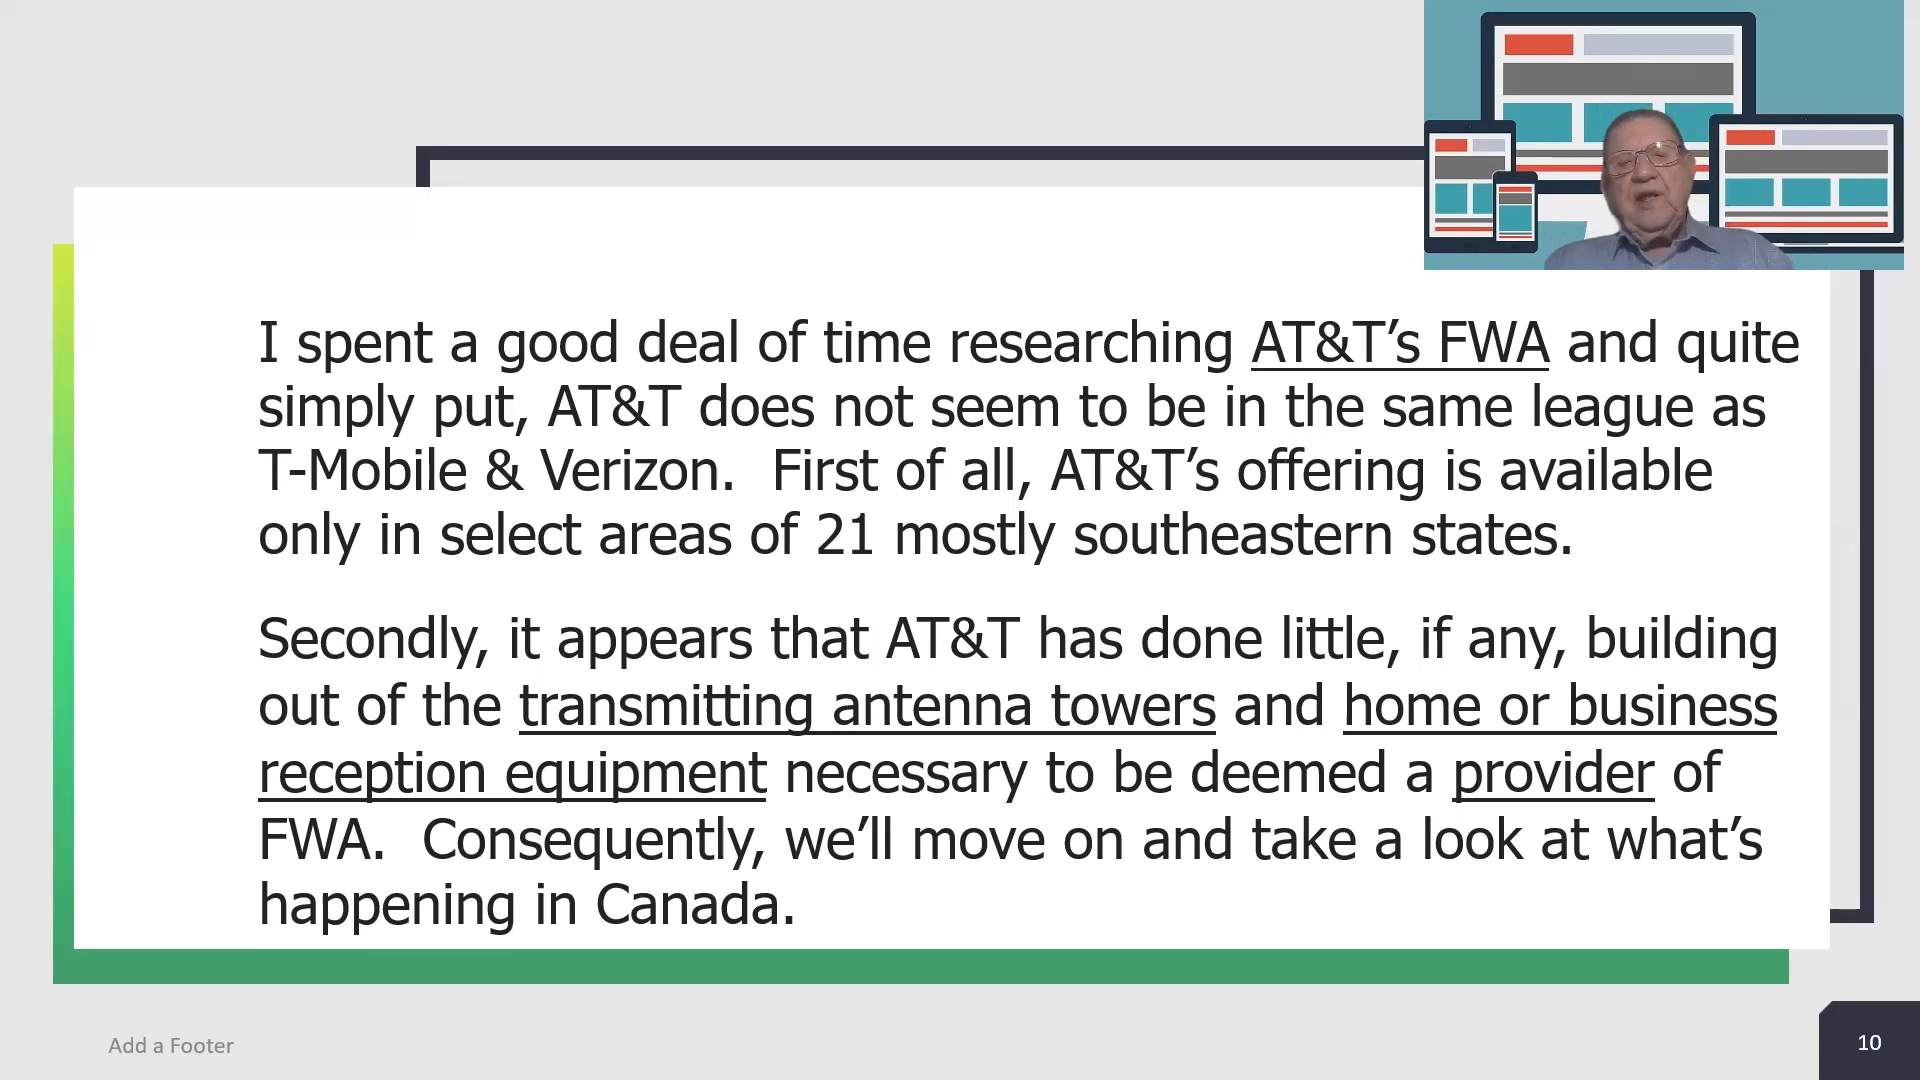 I spent a good deal of time researching AT&T’s FWA and quite
simply put, AT&T does not seem to be in the same league as
T-Mobile & Verizon.  First of all, AT&T’s offering is available
only in select areas of 21 mostly southeastern states.
Secondly, it appears that AT&T has done little, if any, building
out of the transmitting antenna towers and home or business
reception equipment necessary to be deemed a provider of
FWA.  Consequently, we’ll move on and take a look at what’s
happening in Canada.
Add a Footer
10